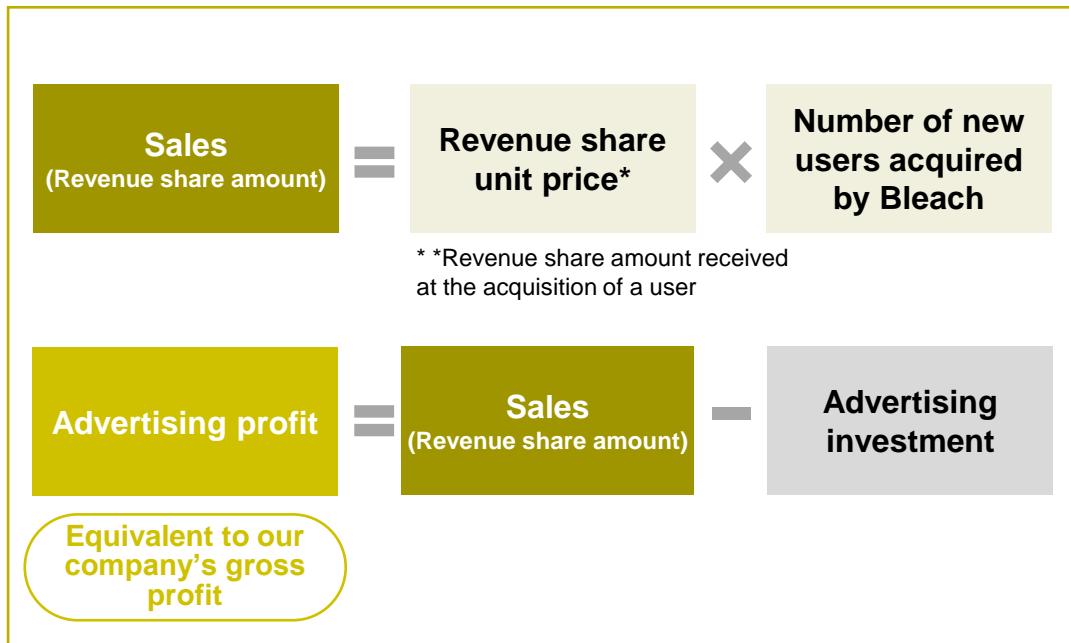 Sales
(Revenue share amount)
=
Revenue share
unit price*
×
Number of new
users acquired
by Bleach
* *Revenue share amount received
at the acquisition of a user
Advertising profit
=
Sales
(Revenue share amount)
−
Advertising
investment
Equivalent to our
company’s gross
profit